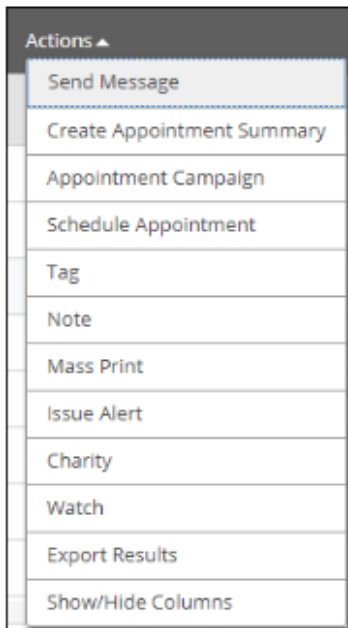 Actions ▲
Send Message
Create Appointment Summary
Appointment Campaign
Schedule Appointment
Tag
Note
Mass Print
Issue Alert
Charity
Watch
Export Results
Show/Hide Columns